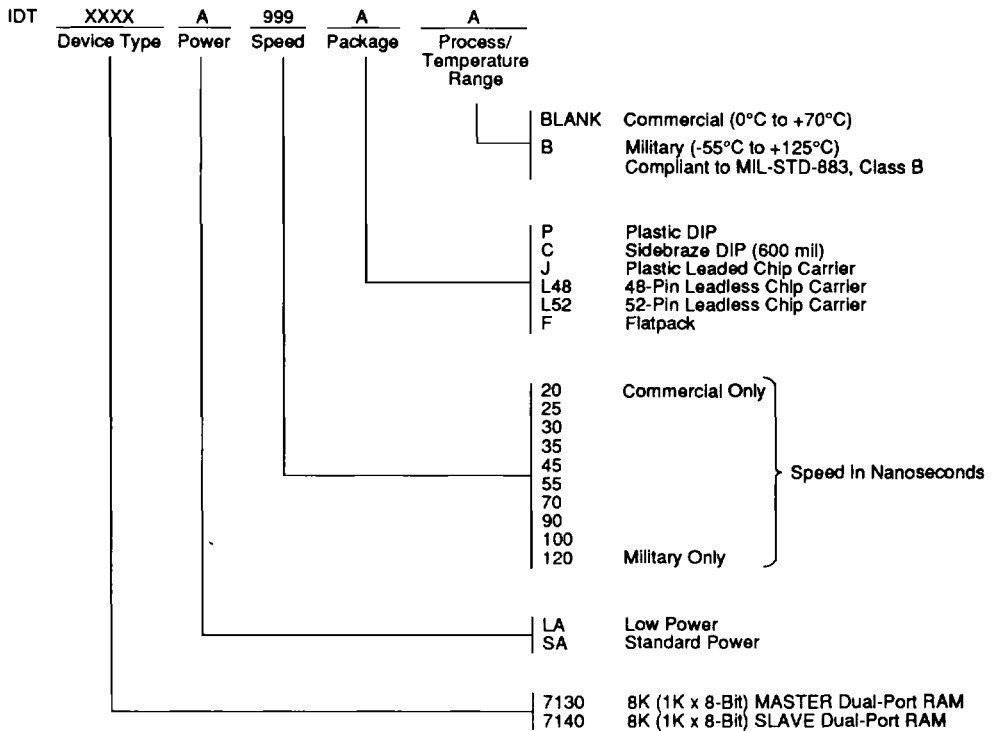 IDT XXXX A 999 A A
Device Type Power Speed Package Process/
Temperature
Range
BLANK Commercial (0°C to +70°C)
B Military (-55°C to +125°C)
Compliant to MIL-STD-883, Class B
P Plastic DIP
C Sidebraze DIP (600 mil)
J Plastic Leaded Chip Carrier
L48 48-Pin Leadless Chip Carrier
L52 52-Pin Leadless Chip Carrier
F Flatpack
20 Commercial Only
25
30
35
45
55
70
90
100
120 Military Only
Speed In Nanoseconds
LA Low Power
SA Standard Power
7130 8K (1K x 8-Bit) MASTER Dual-Port RAM
7140 8K (1K x 8-Bit) SLAVE Dual-Port RAM